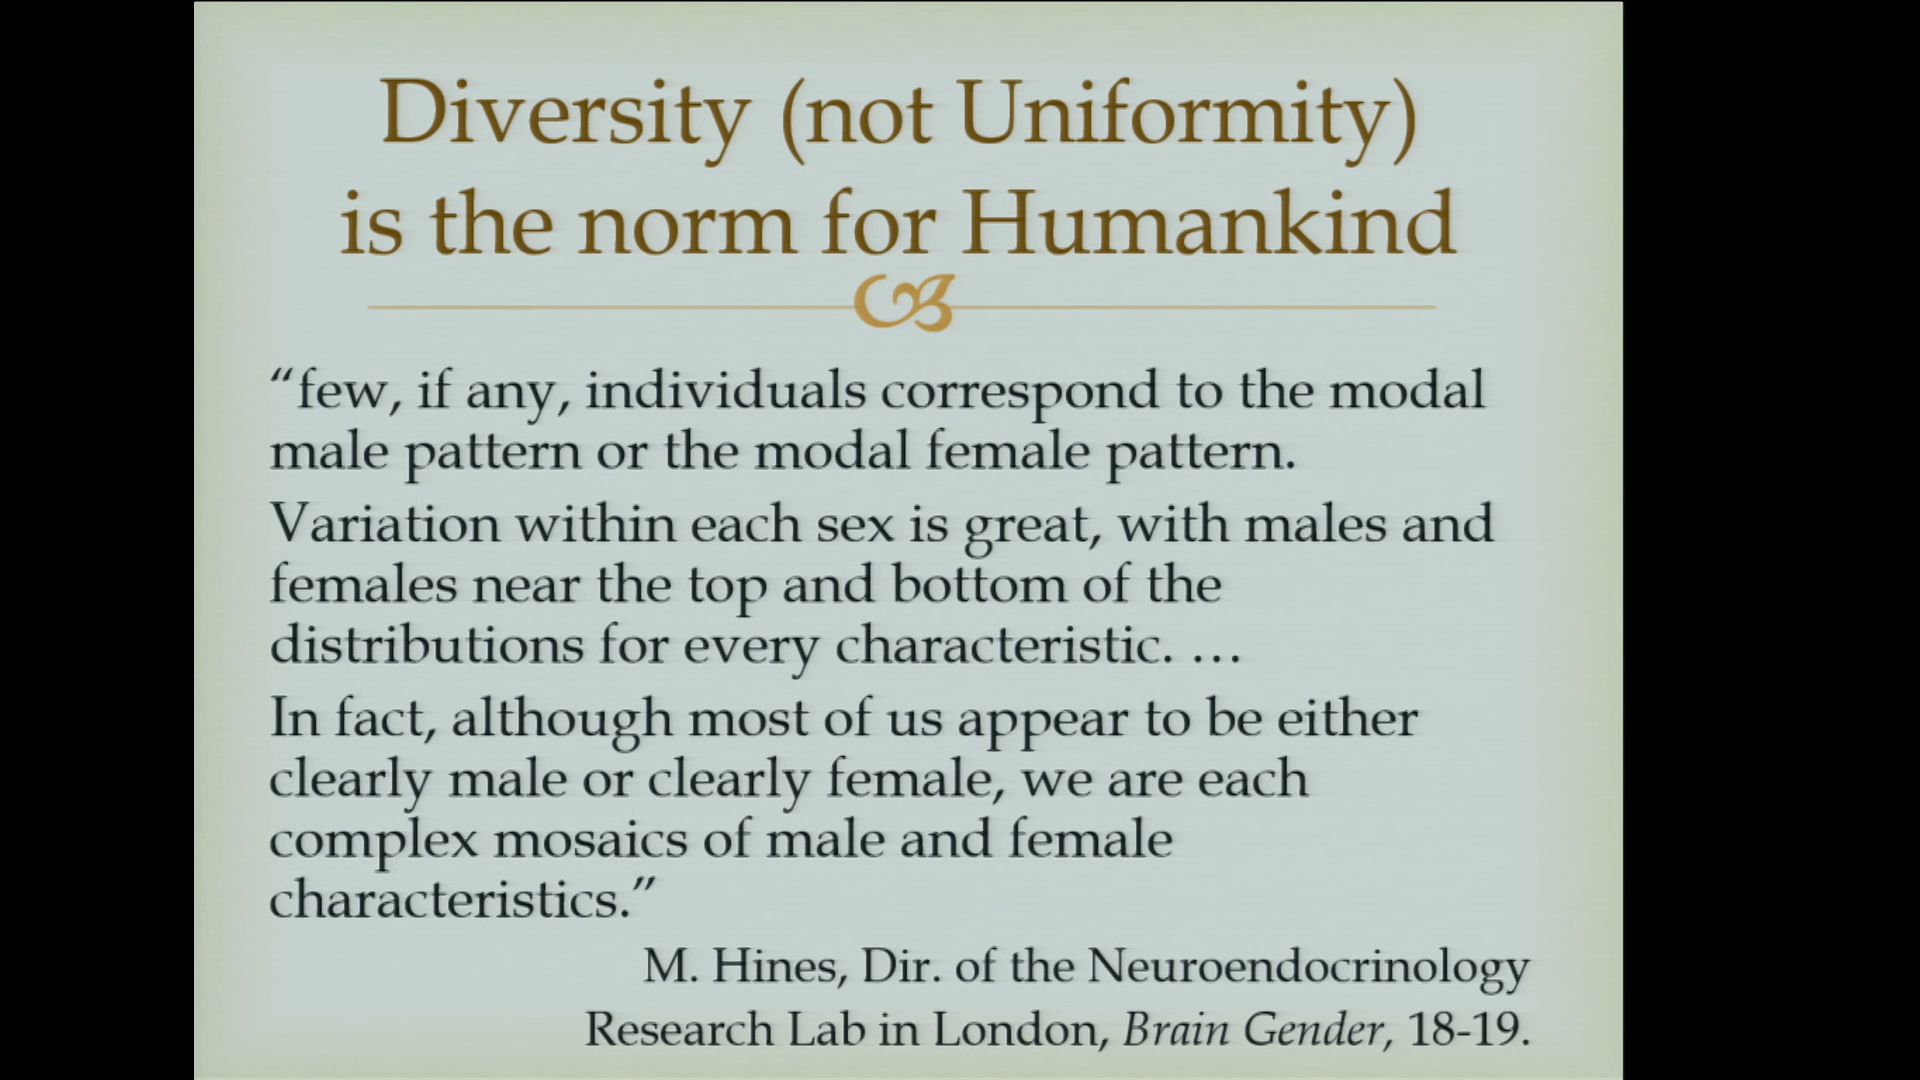 Diversity (not Uniformity)
is the norm for Humankind
“few, if any, individuals correspond to the modal
male pattern or the modal female pattern.
Variation within each sex is great, with males and
females near the top and bottom of the
distributions for every characteristic. …
In fact, although most of us appear to be either
clearly male or clearly female, we are each
complex mosaics of male and female
characteristics.”
M. Hines, Dir. of the Neuroendocrinology
Research Lab in London, Brain Gender, 18-19.